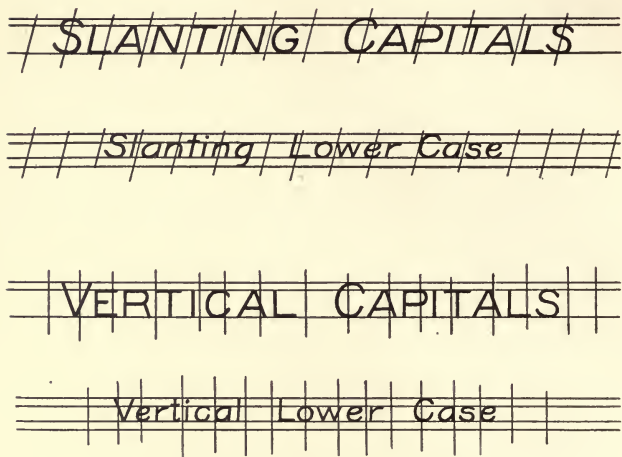 SLANTING CAPITALS
Slanting Lower Case
VERTICAL CAPITALS
Vertical Lower Case